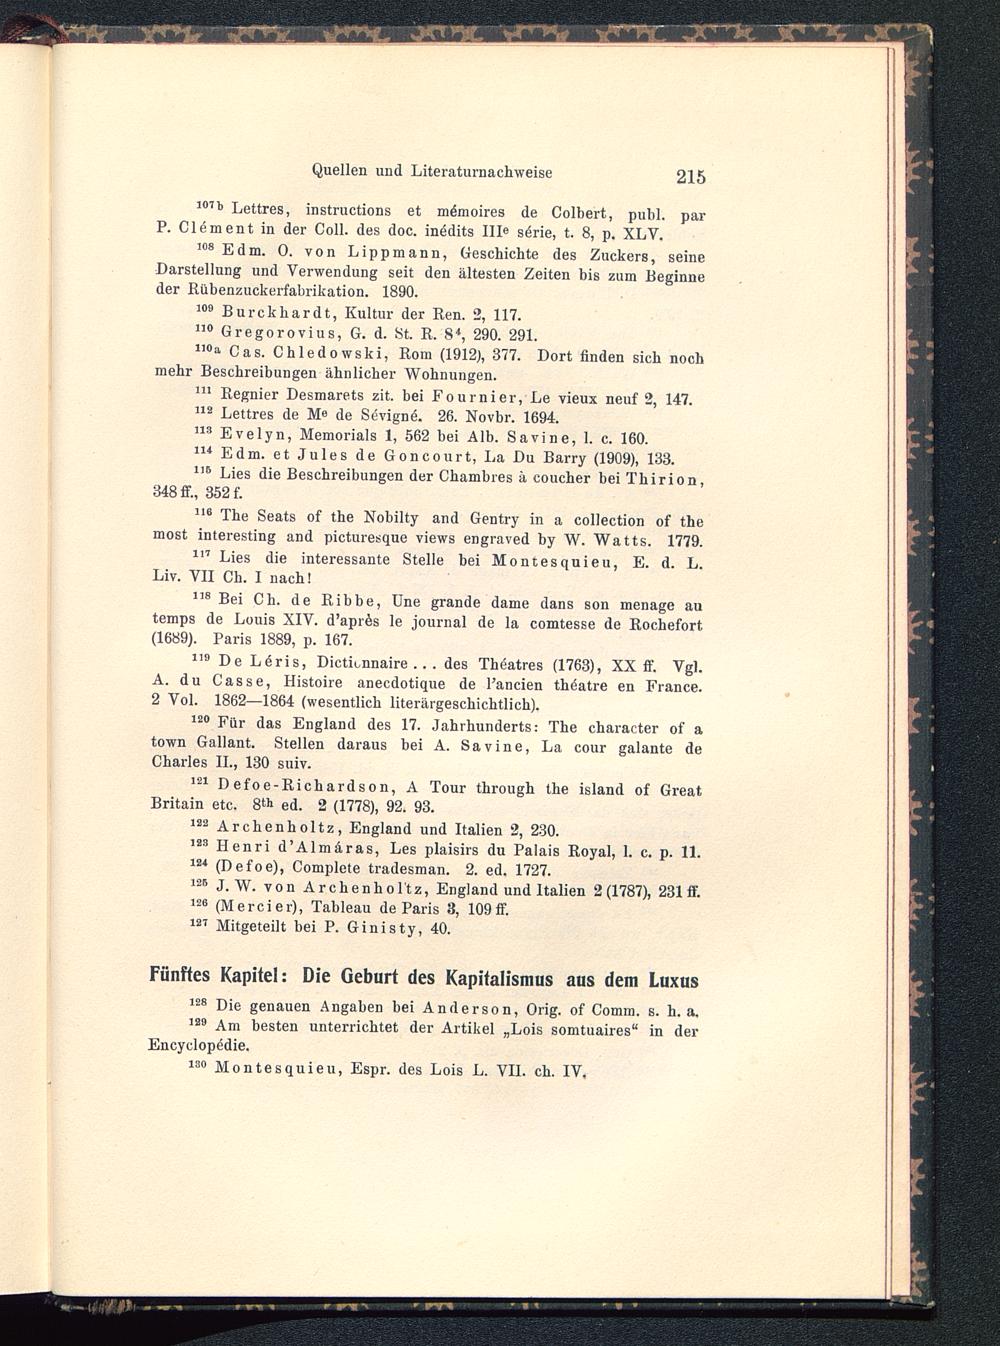 Quellen und Literaturnachweise 215
¹⁰⁷ᵇ Lettres, instructions et mémoires de Colbert, publ. par
P. Clément in der Coll. des doc. inédits IIIᵉ série, t. 8, p. XLV.
¹⁰⁸ Edm. O. von Lippmann, Geschichte des Zuckers, seine
Darstellung und Verwendung seit den ältesten Zeiten bis zum Beginne
der Rübenzuckerfabrikation. 1890.
¹⁰⁹ Burckhardt, Kultur der Ren. 2, 117.
¹¹⁰ Gregorovius, G. d. St. R. 8⁴, 290. 291.
¹¹⁰ᵃ Cas. Chledowski, Rom (1912), 377. Dort finden sich noch
mehr Beschreibungen ähnlicher Wohnungen.
¹¹¹ Regnier Desmarets zit. bei Fournier, Le vieux neuf 2, 147.
¹¹² Lettres de Mᵉ de Sévigné. 26. Novbr. 1694.
¹¹³ Evelyn, Memorials 1, 562 bei Alb. Savine, l. c. 160.
¹¹⁴ Edm. et Jules de Goncourt, La Du Barry (1909), 133.
¹¹⁵ Lies die Beschreibungen der Chambres à coucher bei Thirion,
348 ff., 352 f.
¹¹⁶ The Seats of the Nobilty and Gentry in a collection of the
most interesting and picturesque views engraved by W. Watts. 1779.
¹¹⁷ Lies die interessante Stelle bei Montesquieu, E. d. L.
Liv. VII Ch. I nach!
¹¹⁸ Bei Ch. de Ribbe, Une grande dame dans son menage au
temps de Louis XIV. d'après le journal de la comtesse de Rochefort
(1689). Paris 1889, p. 167.
¹¹⁹ De Léris, Dictionnaire ... des Théatres (1763), XX ff. Vgl.
A. du Casse, Histoire anecdotique de l'ancien théatre en France.
2 Vol. 1862—1864 (wesentlich literärgeschichtlich).
¹²⁰ Für das England des 17. Jahrhunderts: The character of a
town Gallant. Stellen daraus bei A. Savine, La cour galante de
Charles II., 130 suiv.
¹²¹ Defoe-Richardson, A Tour through the island of Great
Britain etc. 8th ed. 2 (1778), 92. 93.
¹²² Archenholtz, England und Italien 2, 230.
¹²³ Henri d'Almáras, Les plaisirs du Palais Royal, l. c. p. 11.
¹²⁴ (Defoe), Complete tradesman. 2. ed. 1727.
¹²⁵ J. W. von Archenholtz, England und Italien 2 (1787), 231 ff.
¹²⁶ (Mercier), Tableau de Paris 3, 109 ff.
¹²⁷ Mitgeteilt bei P. Ginisty, 40.
Fünftes Kapitel: Die Geburt des Kapitalismus aus dem Luxus
¹²⁸ Die genauen Angaben bei Anderson, Orig. of Comm. s. h. a.
¹²⁹ Am besten unterrichtet der Artikel „Lois somtuaires“ in der
Encyclopédie.
¹³⁰ Montesquieu, Espr. des Lois L. VII. ch. IV.